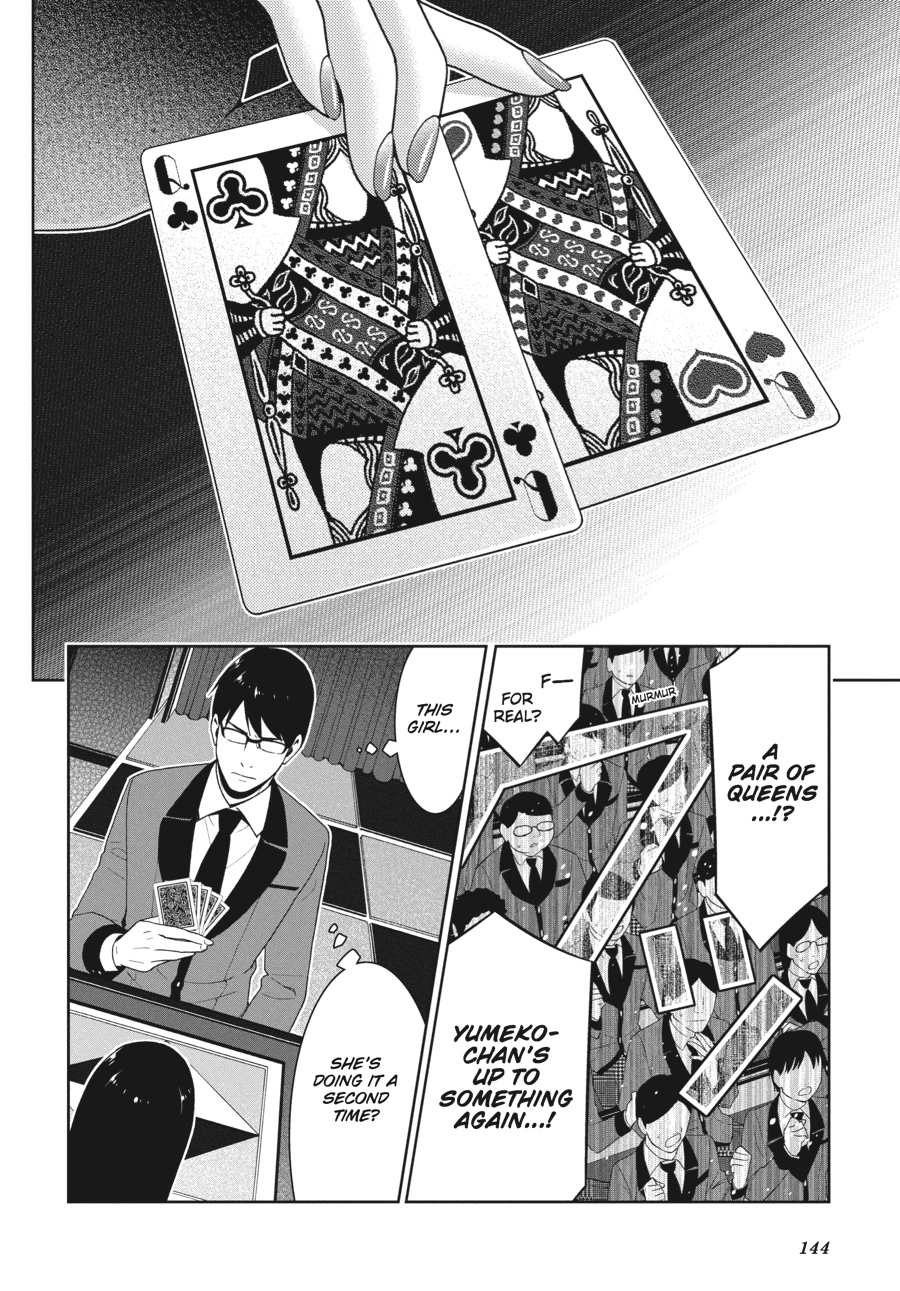 Q
Q
Q
A
PAIR OF
QUEENS
...!?
MURMUR
F—
FOR
REAL?
YUMEKO-
CHAN'S
UP TO
SOMETHING
AGAIN...!
THIS
GIRL...
SHE'S
DOING IT A
SECOND
TIME?
144